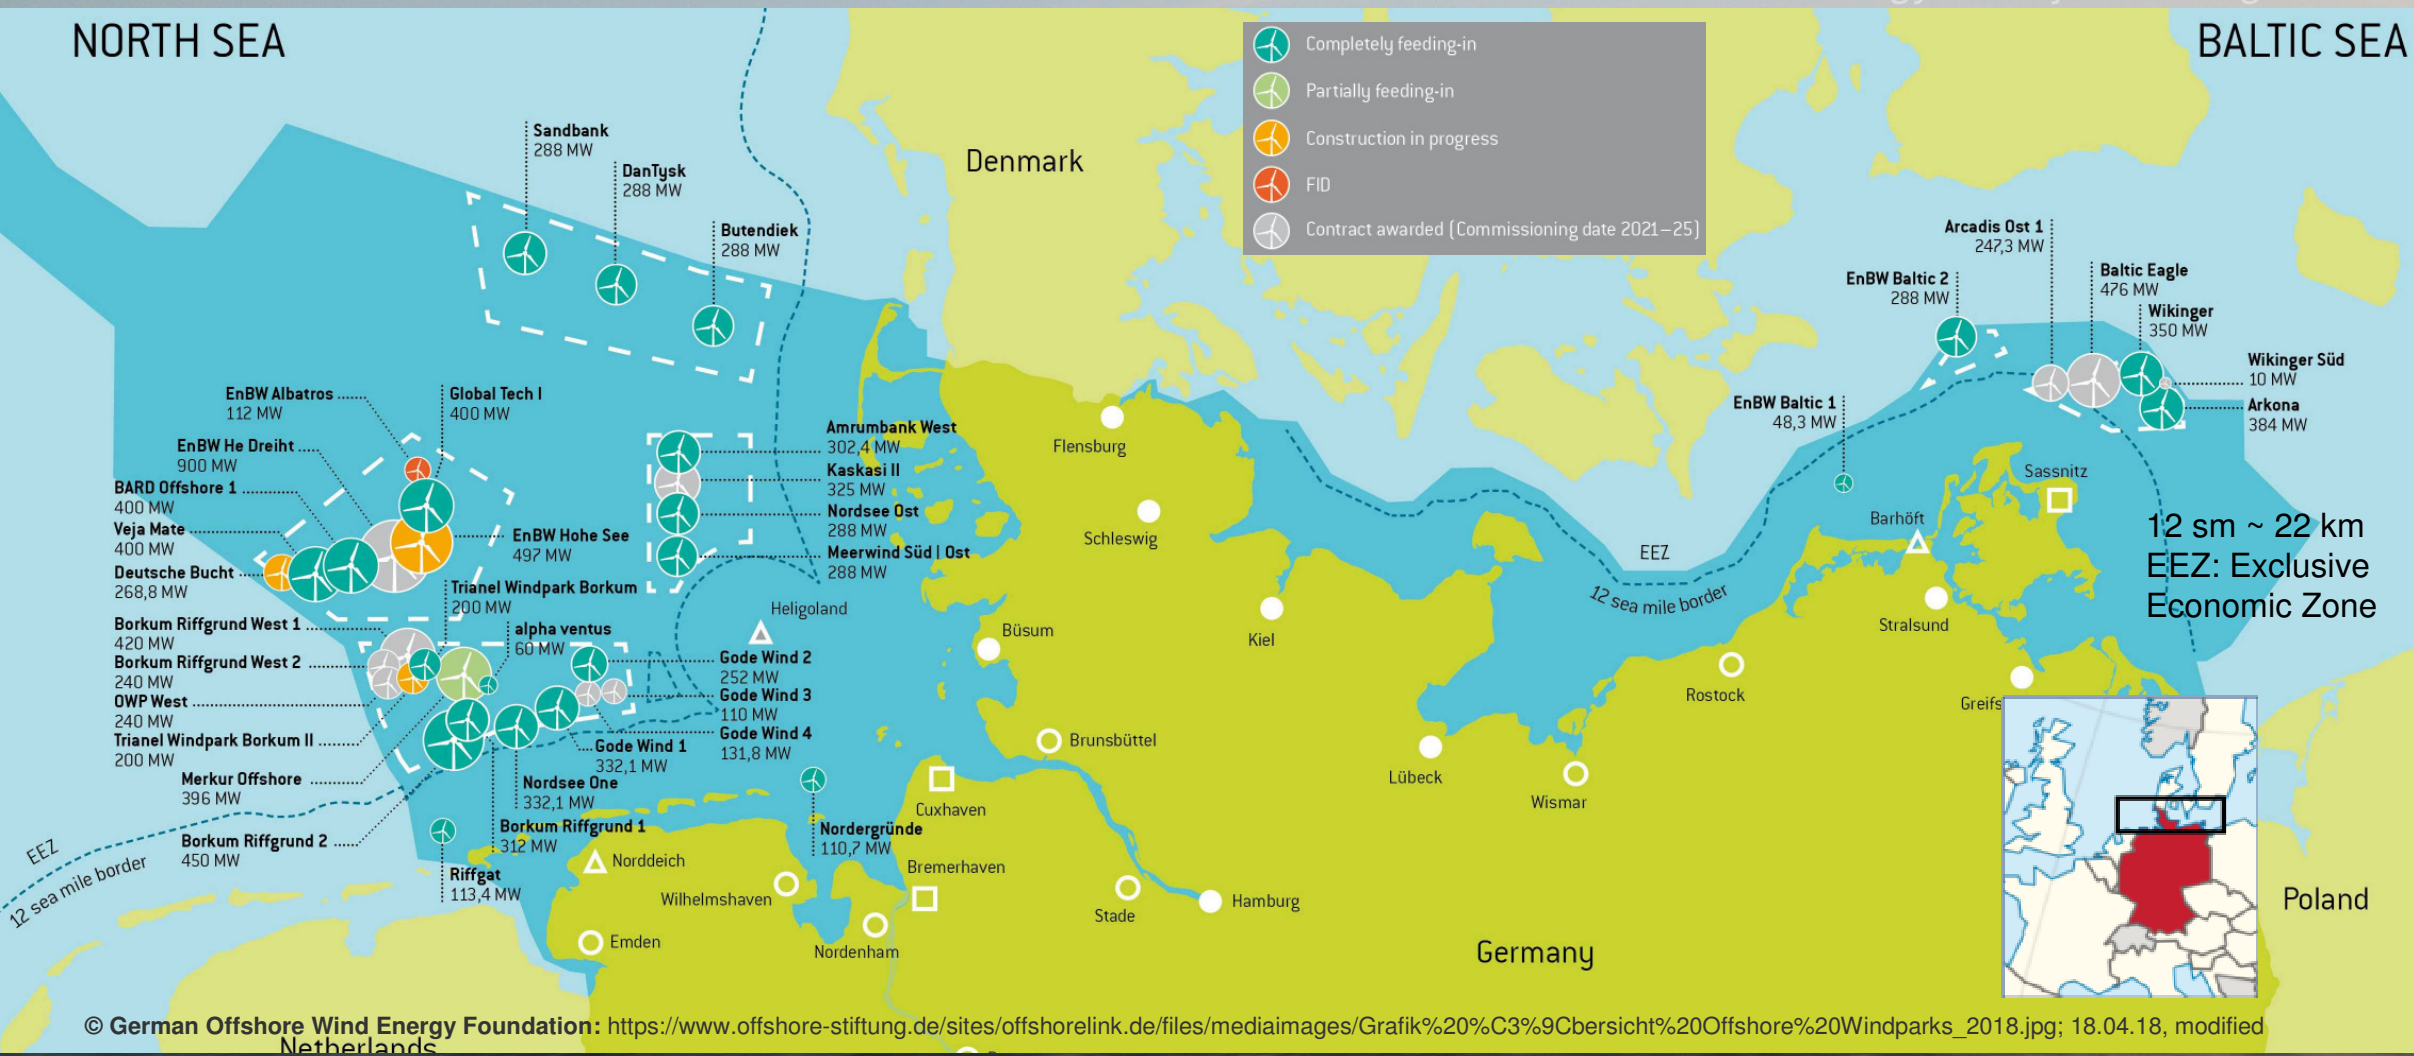 NORTH SEA
BALTIC SEA
Completely feeding-in
Partially feeding-in
Construction in progress
FID
Contract awarded (Commissioning date 2021–25)
Denmark
Sandbank
288 MW
DanTysk
288 MW
Butendiek
288 MW
EnBW Albatros
112 MW
Global Tech I
400 MW
EnBW He Dreiht
900 MW
BARD Offshore 1
400 MW
Veja Mate
400 MW
Deutsche Bucht
268,8 MW
EnBW Hohe See
497 MW
Amrumbank West
302,4 MW
Kaskasi II
325 MW
Nordsee Ost
288 MW
Meerwind Süd | Ost
288 MW
Trianel Windpark Borkum
200 MW
alpha ventus
60 MW
Borkum Riffgrund West 1
420 MW
Borkum Riffgrund West 2
240 MW
OWP West
240 MW
Trianel Windpark Borkum II
200 MW
Merkur Offshore
396 MW
Borkum Riffgrund 2
450 MW
Gode Wind 2
252 MW
Gode Wind 3
110 MW
Gode Wind 4
131,8 MW
Gode Wind 1
332,1 MW
Nordsee One
332,1 MW
Borkum Riffgrund 1
312 MW
Riffgat
113,4 MW
Nordergründe
110,7 MW
EEZ
12 sea mile border
Heligoland
Büsum
Brunsbüttel
Cuxhaven
Bremerhaven
Norddeich
Wilhelmshaven
Emden
Nordenham
Stade
Hamburg
Flensburg
Schleswig
Kiel
Lübeck
Wismar
Rostock
EEZ
12 sea mile border
Arcadis Ost 1
247,3 MW
EnBW Baltic 2
288 MW
Baltic Eagle
476 MW
Wikinger
350 MW
Wikinger Süd
10 MW
Arkona
384 MW
EnBW Baltic 1
48,3 MW
Sassnitz
Barhöft
Stralsund
Greifs
12 sm ~ 22 km
EEZ: Exclusive
Economic Zone
Poland
Germany
© German Offshore Wind Energy Foundation: https://www.offshore-stiftung.de/sites/offshorelink.de/files/mediaimages/Grafik%20%C3%9Cbersicht%20Offshore%20Windparks_2018.jpg; 18.04.18, modified
Netherlands